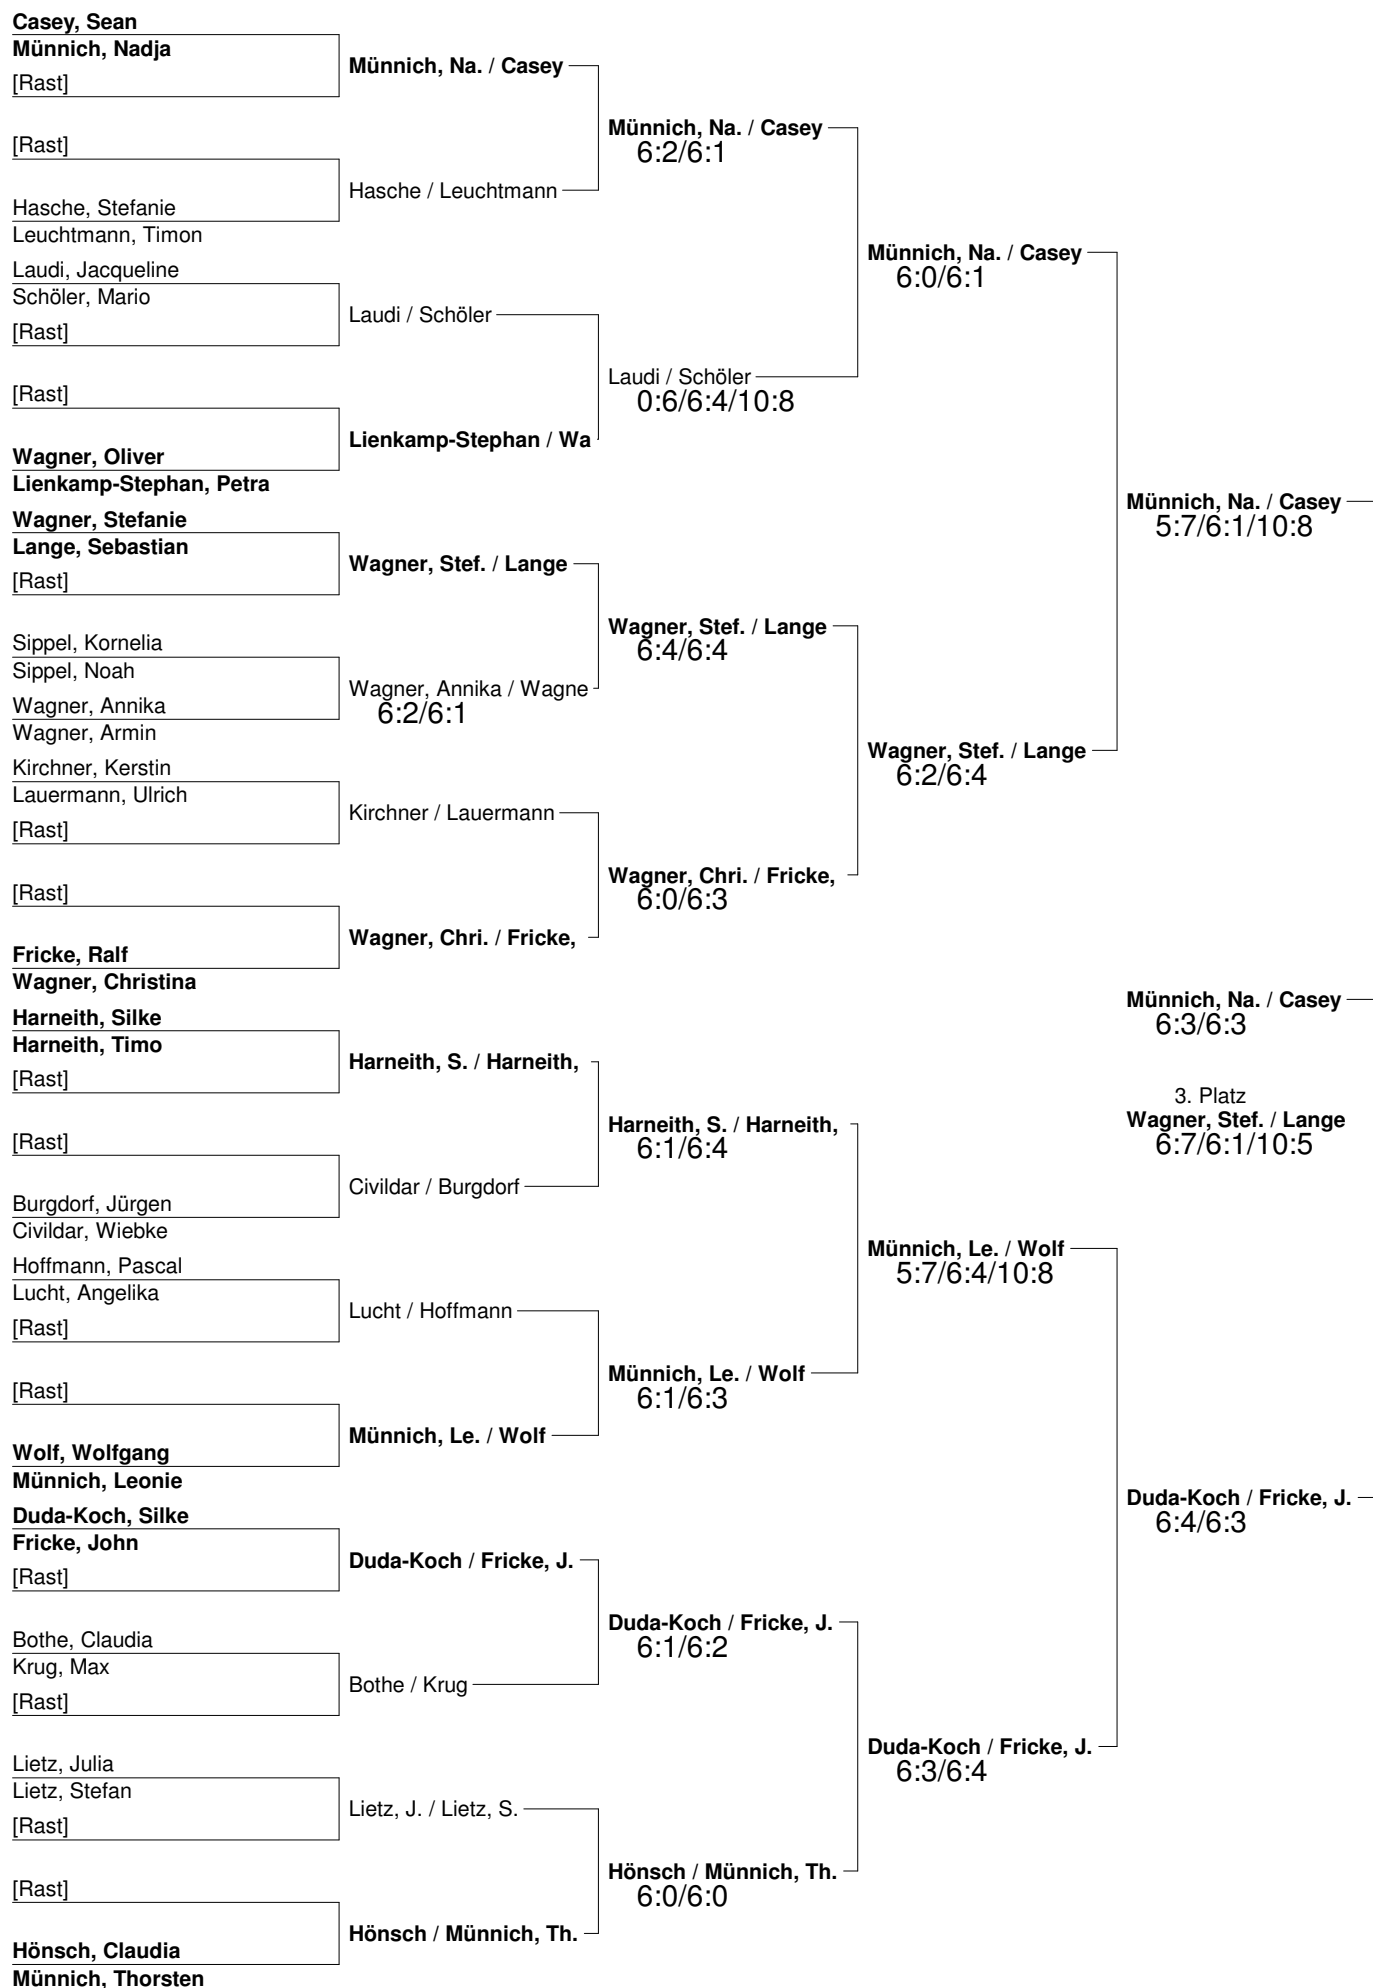 Casey, Sean
Münnich, Nadja
[Rast]
[Rast]
Hasche, Stefanie
Leuchtmann, Timon
Laudi, Jacqueline
Schöler, Mario
[Rast]
[Rast]
Wagner, Oliver
Lienkamp-Stephan, Petra
Wagner, Stefanie
Lange, Sebastian
[Rast]
Sippel, Kornelia
Sippel, Noah
Wagner, Annika
Wagner, Armin
Kirchner, Kerstin
Lauermann, Ulrich
[Rast]
[Rast]
Fricke, Ralf
Wagner, Christina
Harneith, Silke
Harneith, Timo
[Rast]
[Rast]
Burgdorf, Jürgen
Civildar, Wiebke
Hoffmann, Pascal
Lucht, Angelika
[Rast]
[Rast]
Wolf, Wolfgang
Münnich, Leonie
Duda-Koch, Silke
Fricke, John
[Rast]
Bothe, Claudia
Krug, Max
[Rast]
Lietz, Julia
Lietz, Stefan
[Rast]
[Rast]
Hönsch, Claudia
Münnich, Thorsten
Münnich, Na. / Casey
Hasche / Leuchtmann
Laudi / Schöler
Lienkamp-Stephan / Wa
Wagner, Stef. / Lange
Wagner, Annika / Wagne
6:2/6:1
Kirchner / Lauermann
Wagner, Chri. / Fricke,
Harneith, S. / Harneith,
Civildar / Burgdorf
Lucht / Hoffmann
Münnich, Le. / Wolf
Duda-Koch / Fricke, J.
Bothe / Krug
Lietz, J. / Lietz, S.
Hönsch / Münnich, Th.
Münnich, Na. / Casey
6:2/6:1
Laudi / Schöler
0:6/6:4/10:8
Wagner, Stef. / Lange
6:4/6:4
Wagner, Chri. / Fricke,
6:0/6:3
Harneith, S. / Harneith,
6:1/6:4
Münnich, Le. / Wolf
6:1/6:3
Duda-Koch / Fricke, J.
6:1/6:2
Hönsch / Münnich, Th.
6:0/6:0
Münnich, Na. / Casey
6:0/6:1
Wagner, Stef. / Lange
6:2/6:4
Münnich, Le. / Wolf
5:7/6:4/10:8
Duda-Koch / Fricke, J.
6:3/6:4
Münnich, Na. / Casey
5:7/6:1/10:8
Münnich, Na. / Casey
6:3/6:3
3. Platz
Wagner, Stef. / Lange
6:7/6:1/10:5
Duda-Koch / Fricke, J.
6:4/6:3